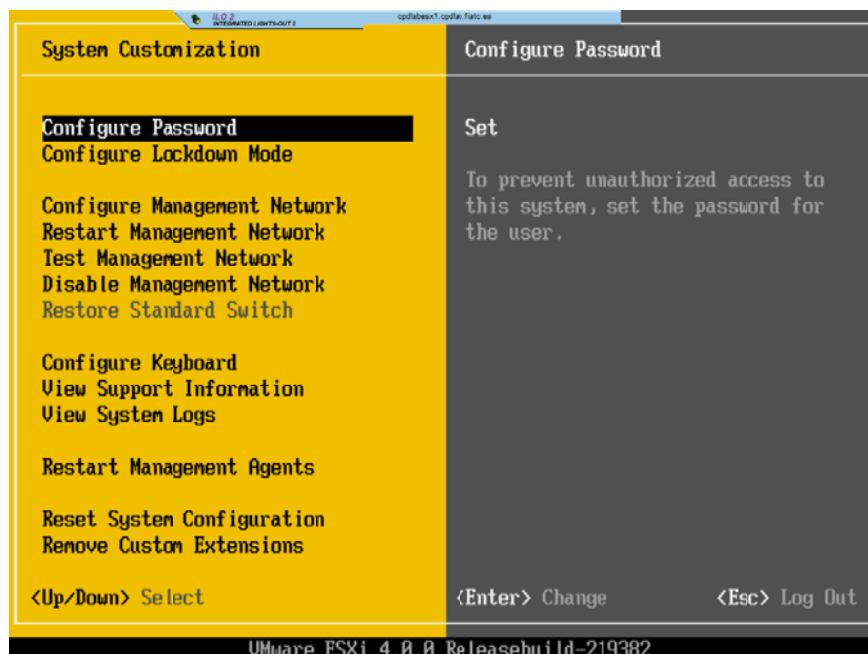 iLO 2
INTEGRATED LIGHTS-OUT 2
System Customization
Configure Password
Configure Lockdown Mode
Configure Management Network
Restart Management Network
Test Management Network
Disable Management Network
Restore Standard Switch
Configure Keyboard
View Support Information
View System Logs
Restart Management Agents
Reset System Configuration
Remove Custom Extensions
<Up/Down> Select
Configure Password
Set
To prevent unauthorized access to
this system, set the password for
the user.
<Enter> Change <Esc> Log Out
VMware ESXi 4.0.0 Releasebuild-219382